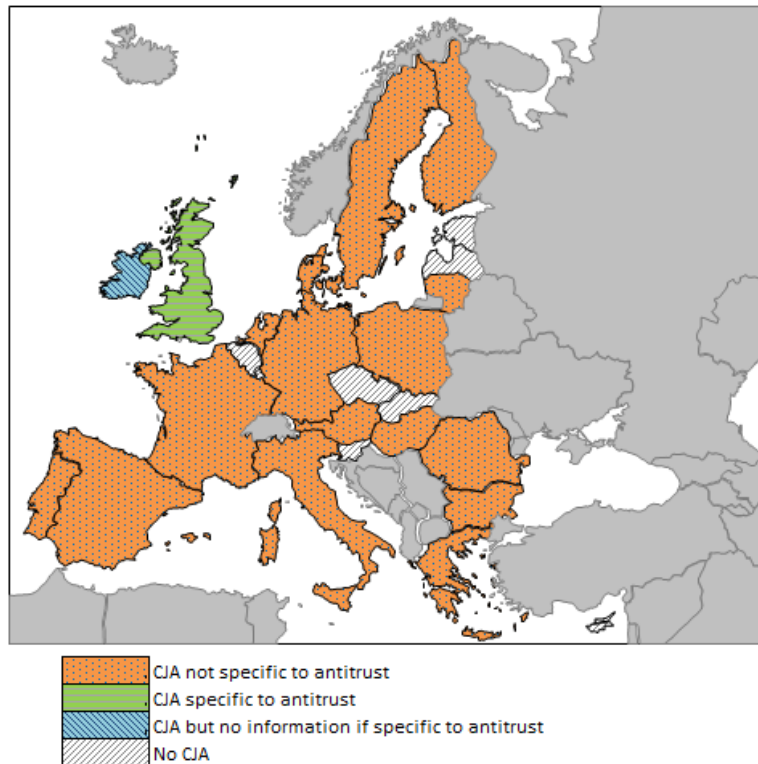 CJA not specific to antitrust
CJA specific to antitrust
CJA but no information if specific to antitrust
No CJA